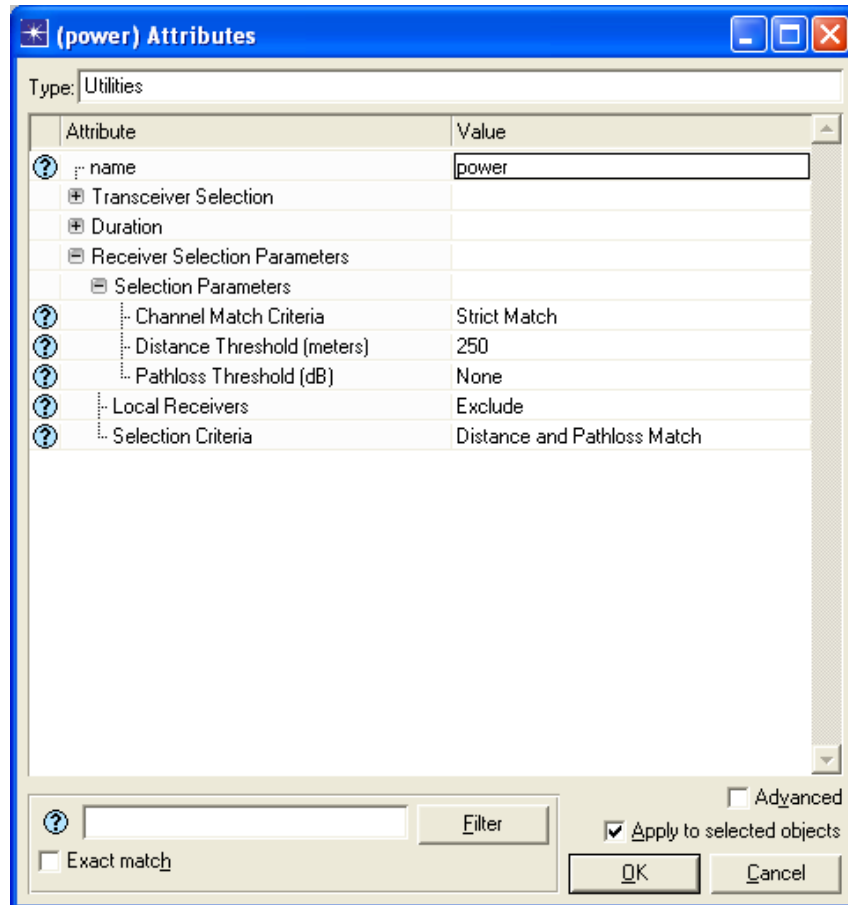 (power) Attributes
Type: Utilities
Attribute Value
name power
Transceiver Selection
Duration
Receiver Selection Parameters
Selection Parameters
Channel Match Criteria Strict Match
Distance Threshold (meters) 250
Pathloss Threshold (dB) None
Local Receivers Exclude
Selection Criteria Distance and Pathloss Match
Advanced
Filter
Apply to selected objects
Exact match
OK Cancel